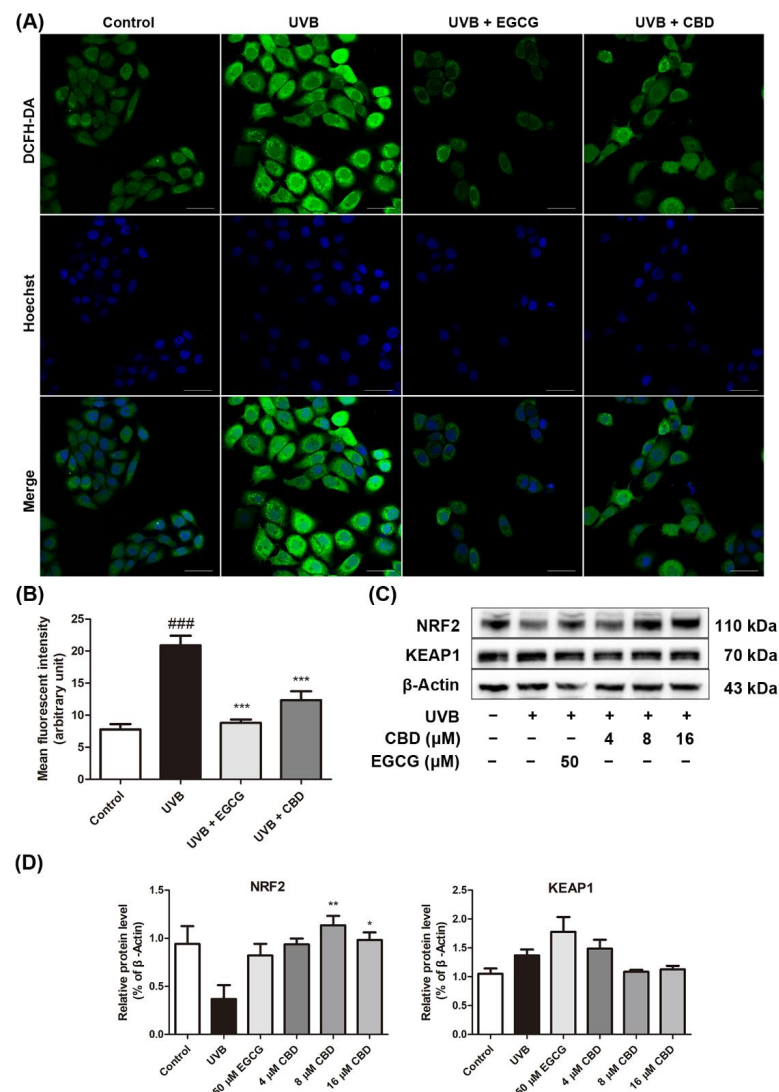 (A)
Control UVB UVB + EGCG UVB + CBD
DCFH-DA
Hoechst
Merge
(B)
Mean fluorescent intensity
(arbitrary unit)
25
20
15
10
5
0
###
***
***
Control UVB UVB + EGCG UVB + CBD
(C)
NRF2 110 kDa
KEAP1 70 kDa
β-Actin 43 kDa
UVB – + + + + +
CBD (μM) – – – 4 8 16
EGCG (μM) – – 50 – – –
(D)
NRF2
Relative protein level
(% of β -Actin)
1.5
1.0
0.5
0.0
**
*
Control UVB 50 μM EGCG 4 μM CBD 8 μM CBD 16 μM CBD
KEAP1
Relative protein level
(% of β -Actin)
2.5
2.0
1.5
1.0
0.5
0.0
Control UVB 50 μM EGCG 4 μM CBD 8 μM CBD 16 μM CBD